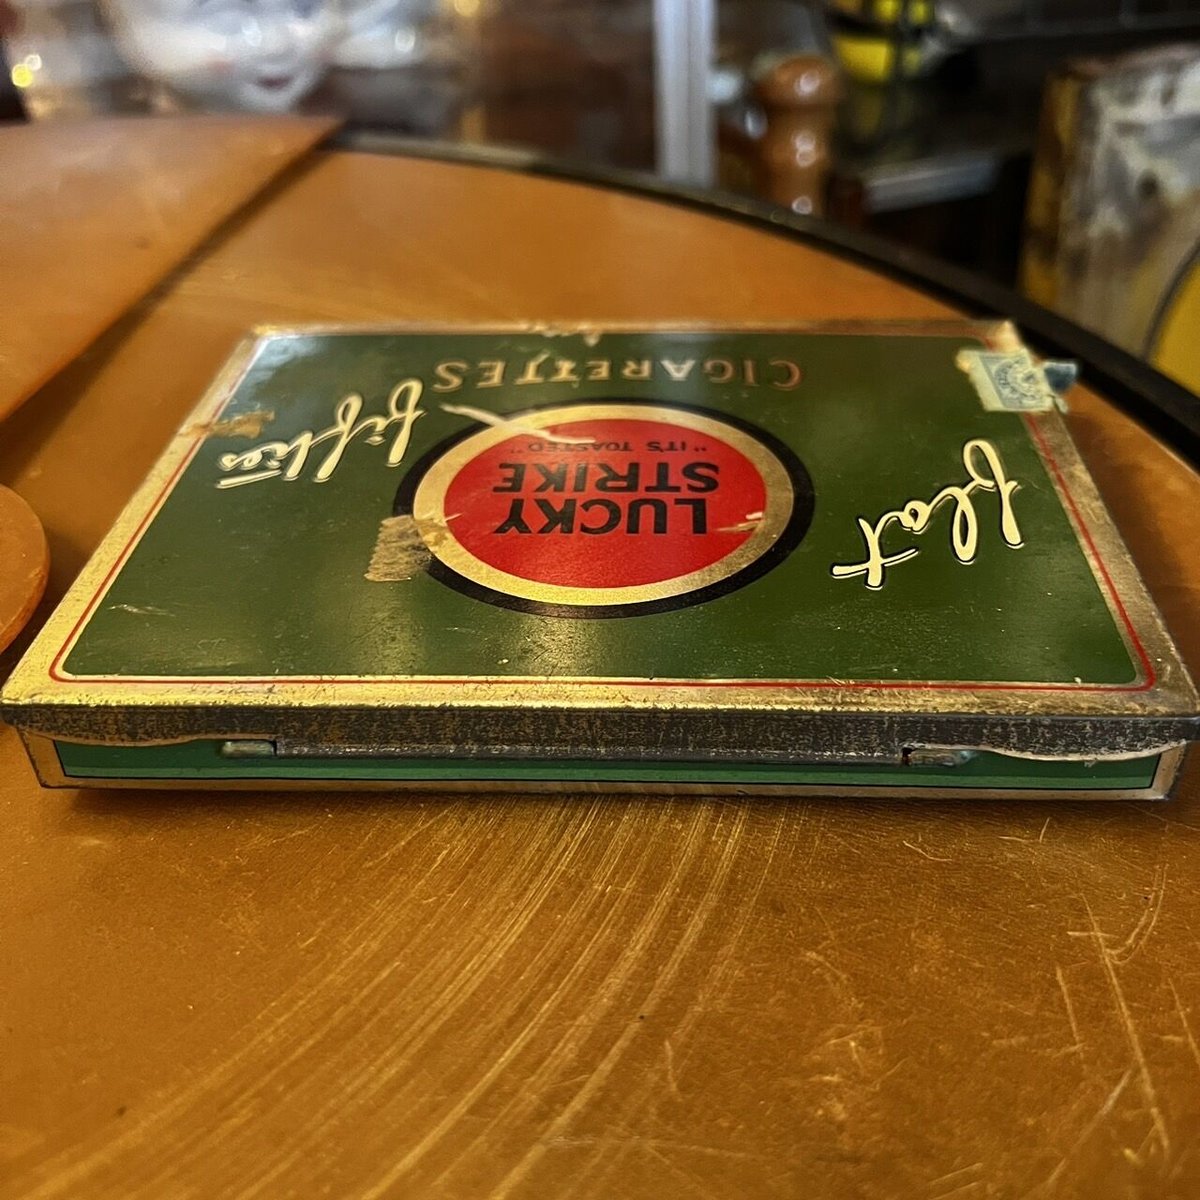 LUCKY
STRIKE
"IT'S TOASTED"
CIGARETTES
flat
fifties